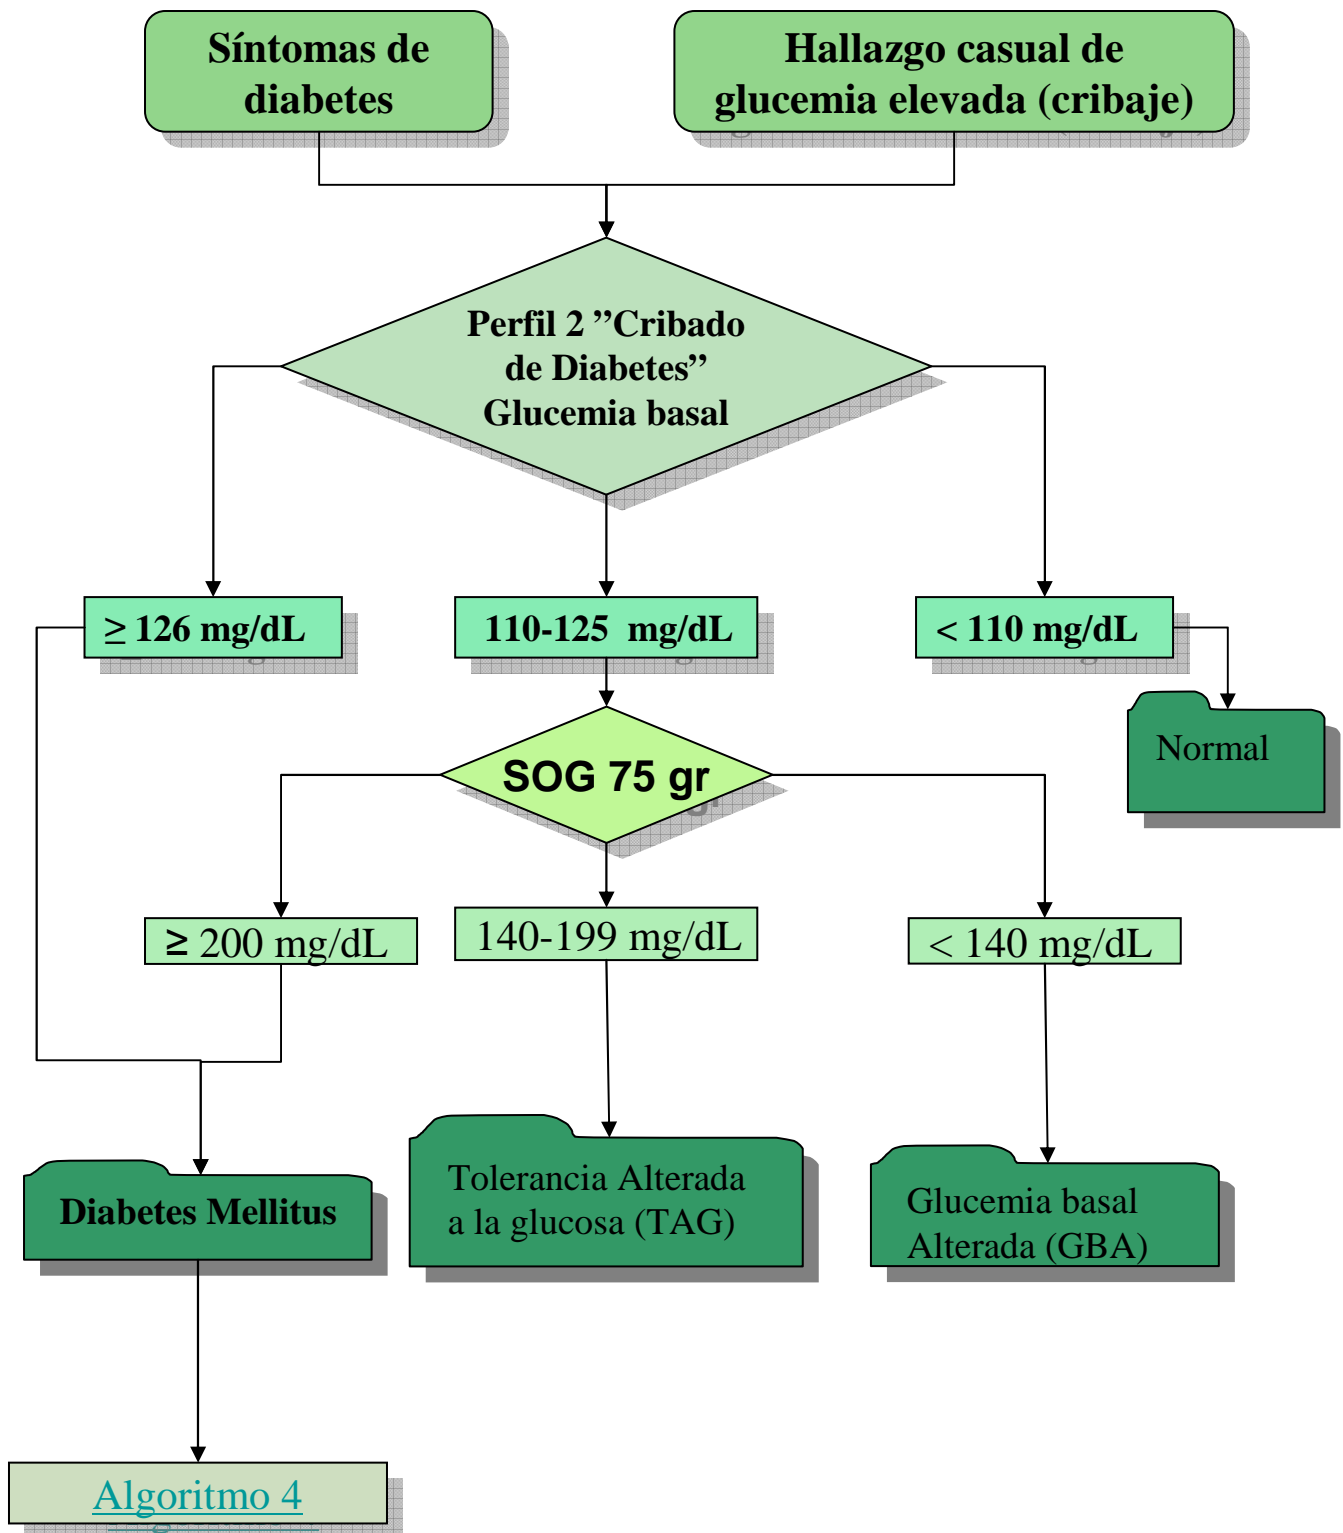 Síntomas de
diabetes
Hallazgo casual de
glucemia elevada (cribaje)
Perfil 2 ”Cribado
de Diabetes”
Glucemia basal
≥ 126 mg/dL
110-125 mg/dL
< 110 mg/dL
Normal
SOG 75 gr
≥ 200 mg/dL
140-199 mg/dL
< 140 mg/dL
Diabetes Mellitus
Tolerancia Alterada
a la glucosa (TAG)
Glucemia basal
Alterada (GBA)
Algoritmo 4